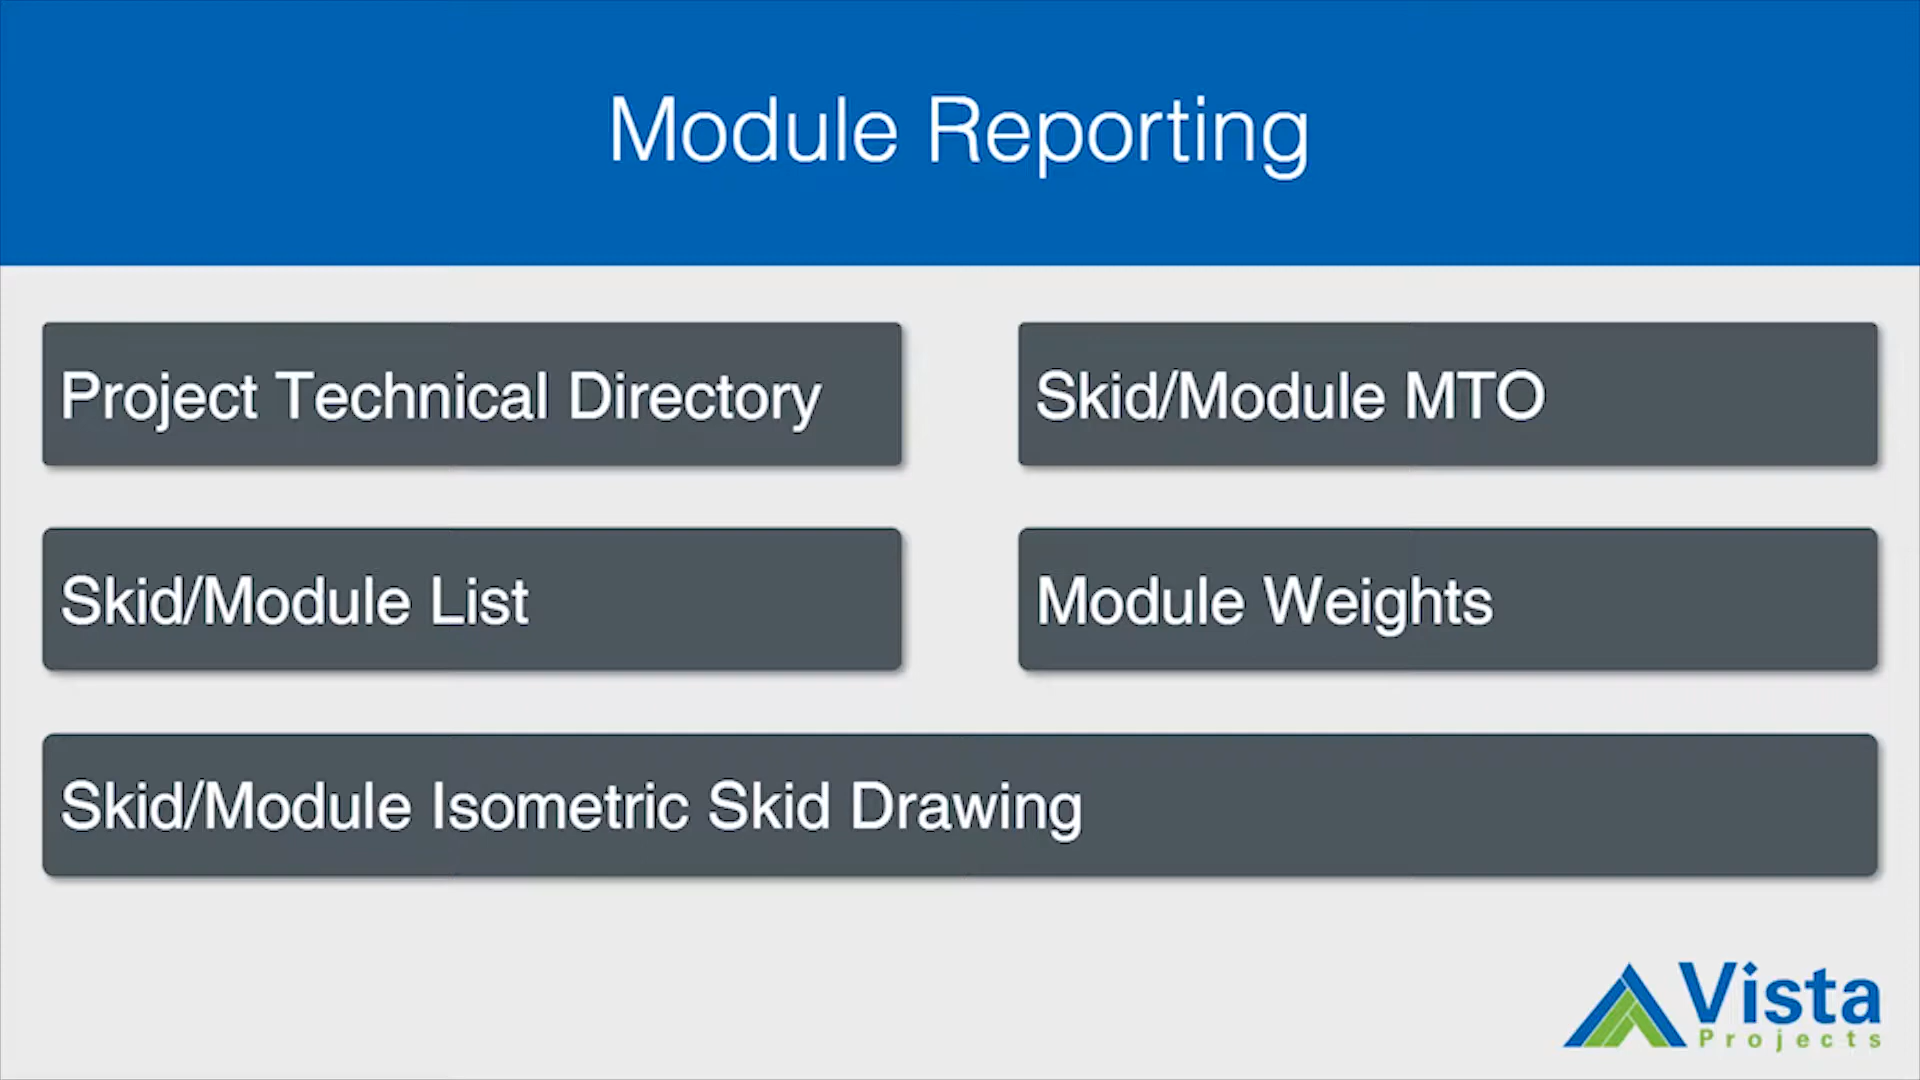 Module Reporting
Project Technical Directory
Skid/Module MTO
Skid/Module List
Module Weights
Skid/Module Isometric Skid Drawing
Vista
Projects